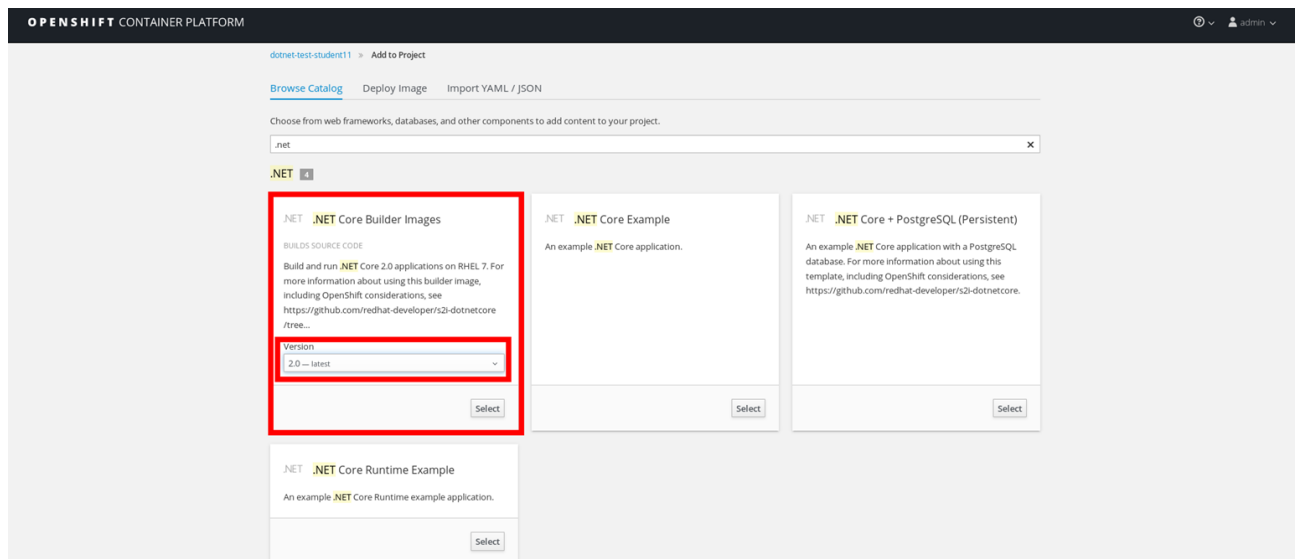 OPENSHIFT CONTAINER PLATFORM
admin
dotnet-test-student11 » Add to Project
Browse Catalog Deploy Image Import YAML / JSON
Choose from web frameworks, databases, and other components to add content to your project.
.net
.NET 4
.NET .NET Core Builder Images
BUILDS SOURCE CODE
Build and run .NET Core 2.0 applications on RHEL 7. For
more information about using this builder image,
including OpenShift considerations, see
https://github.com/redhat-developer/s2i-dotnetcore
/tree...
Version
2.0 — latest
Select
.NET .NET Core Example
An example .NET Core application.
Select
.NET .NET Core + PostgreSQL (Persistent)
An example .NET Core application with a PostgreSQL
database. For more information about using this
template, including OpenShift considerations, see
https://github.com/redhat-developer/s2i-dotnetcore.
Select
.NET .NET Core Runtime Example
An example .NET Core Runtime example application.
Select